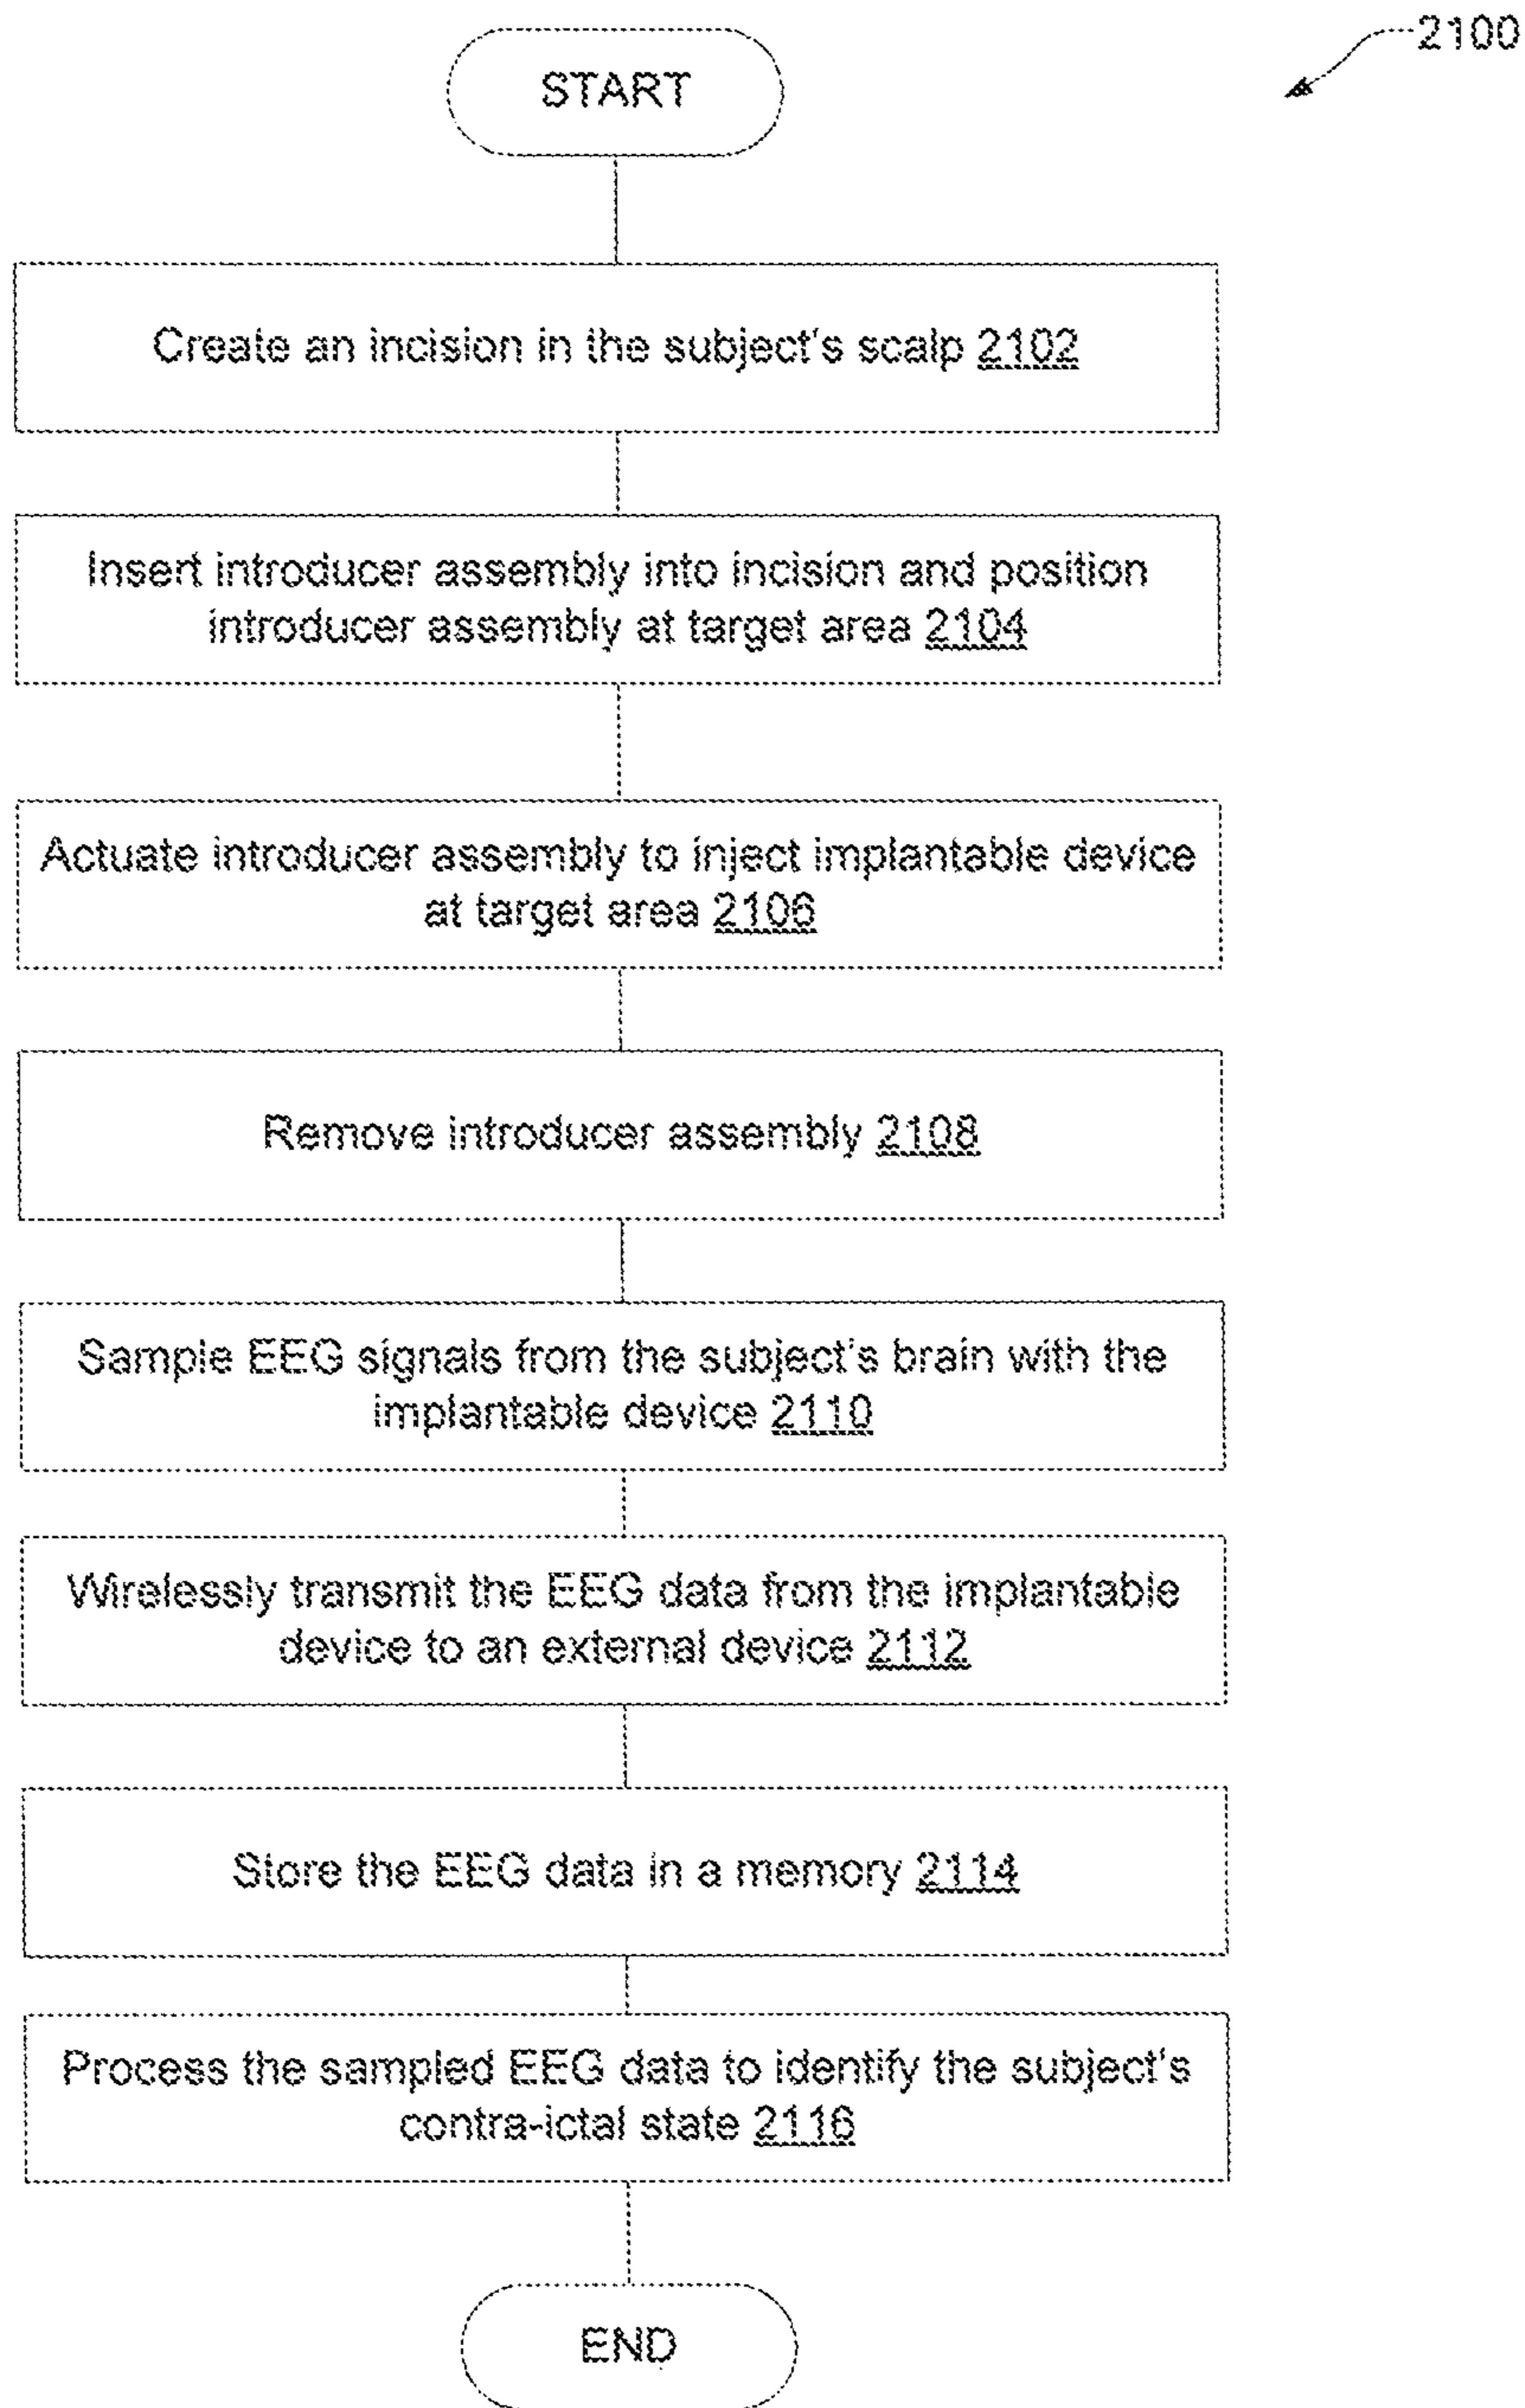 2100
START
Create an incision in the subject's scalp 2102
Insert introducer assembly into incision and position
introducer assembly at target area 2104
Actuate introducer assembly to inject implantable device
at target area 2106
Remove introducer assembly 2108
Sample EEG signals from the subject's brain with the
implantable device 2110
Wirelessly transmit the EEG data from the implantable
device to an external device 2112
Store the EEG data in a memory 2114
Process the sampled EEG data to identify the subject's
contra-ictal state 2116
END